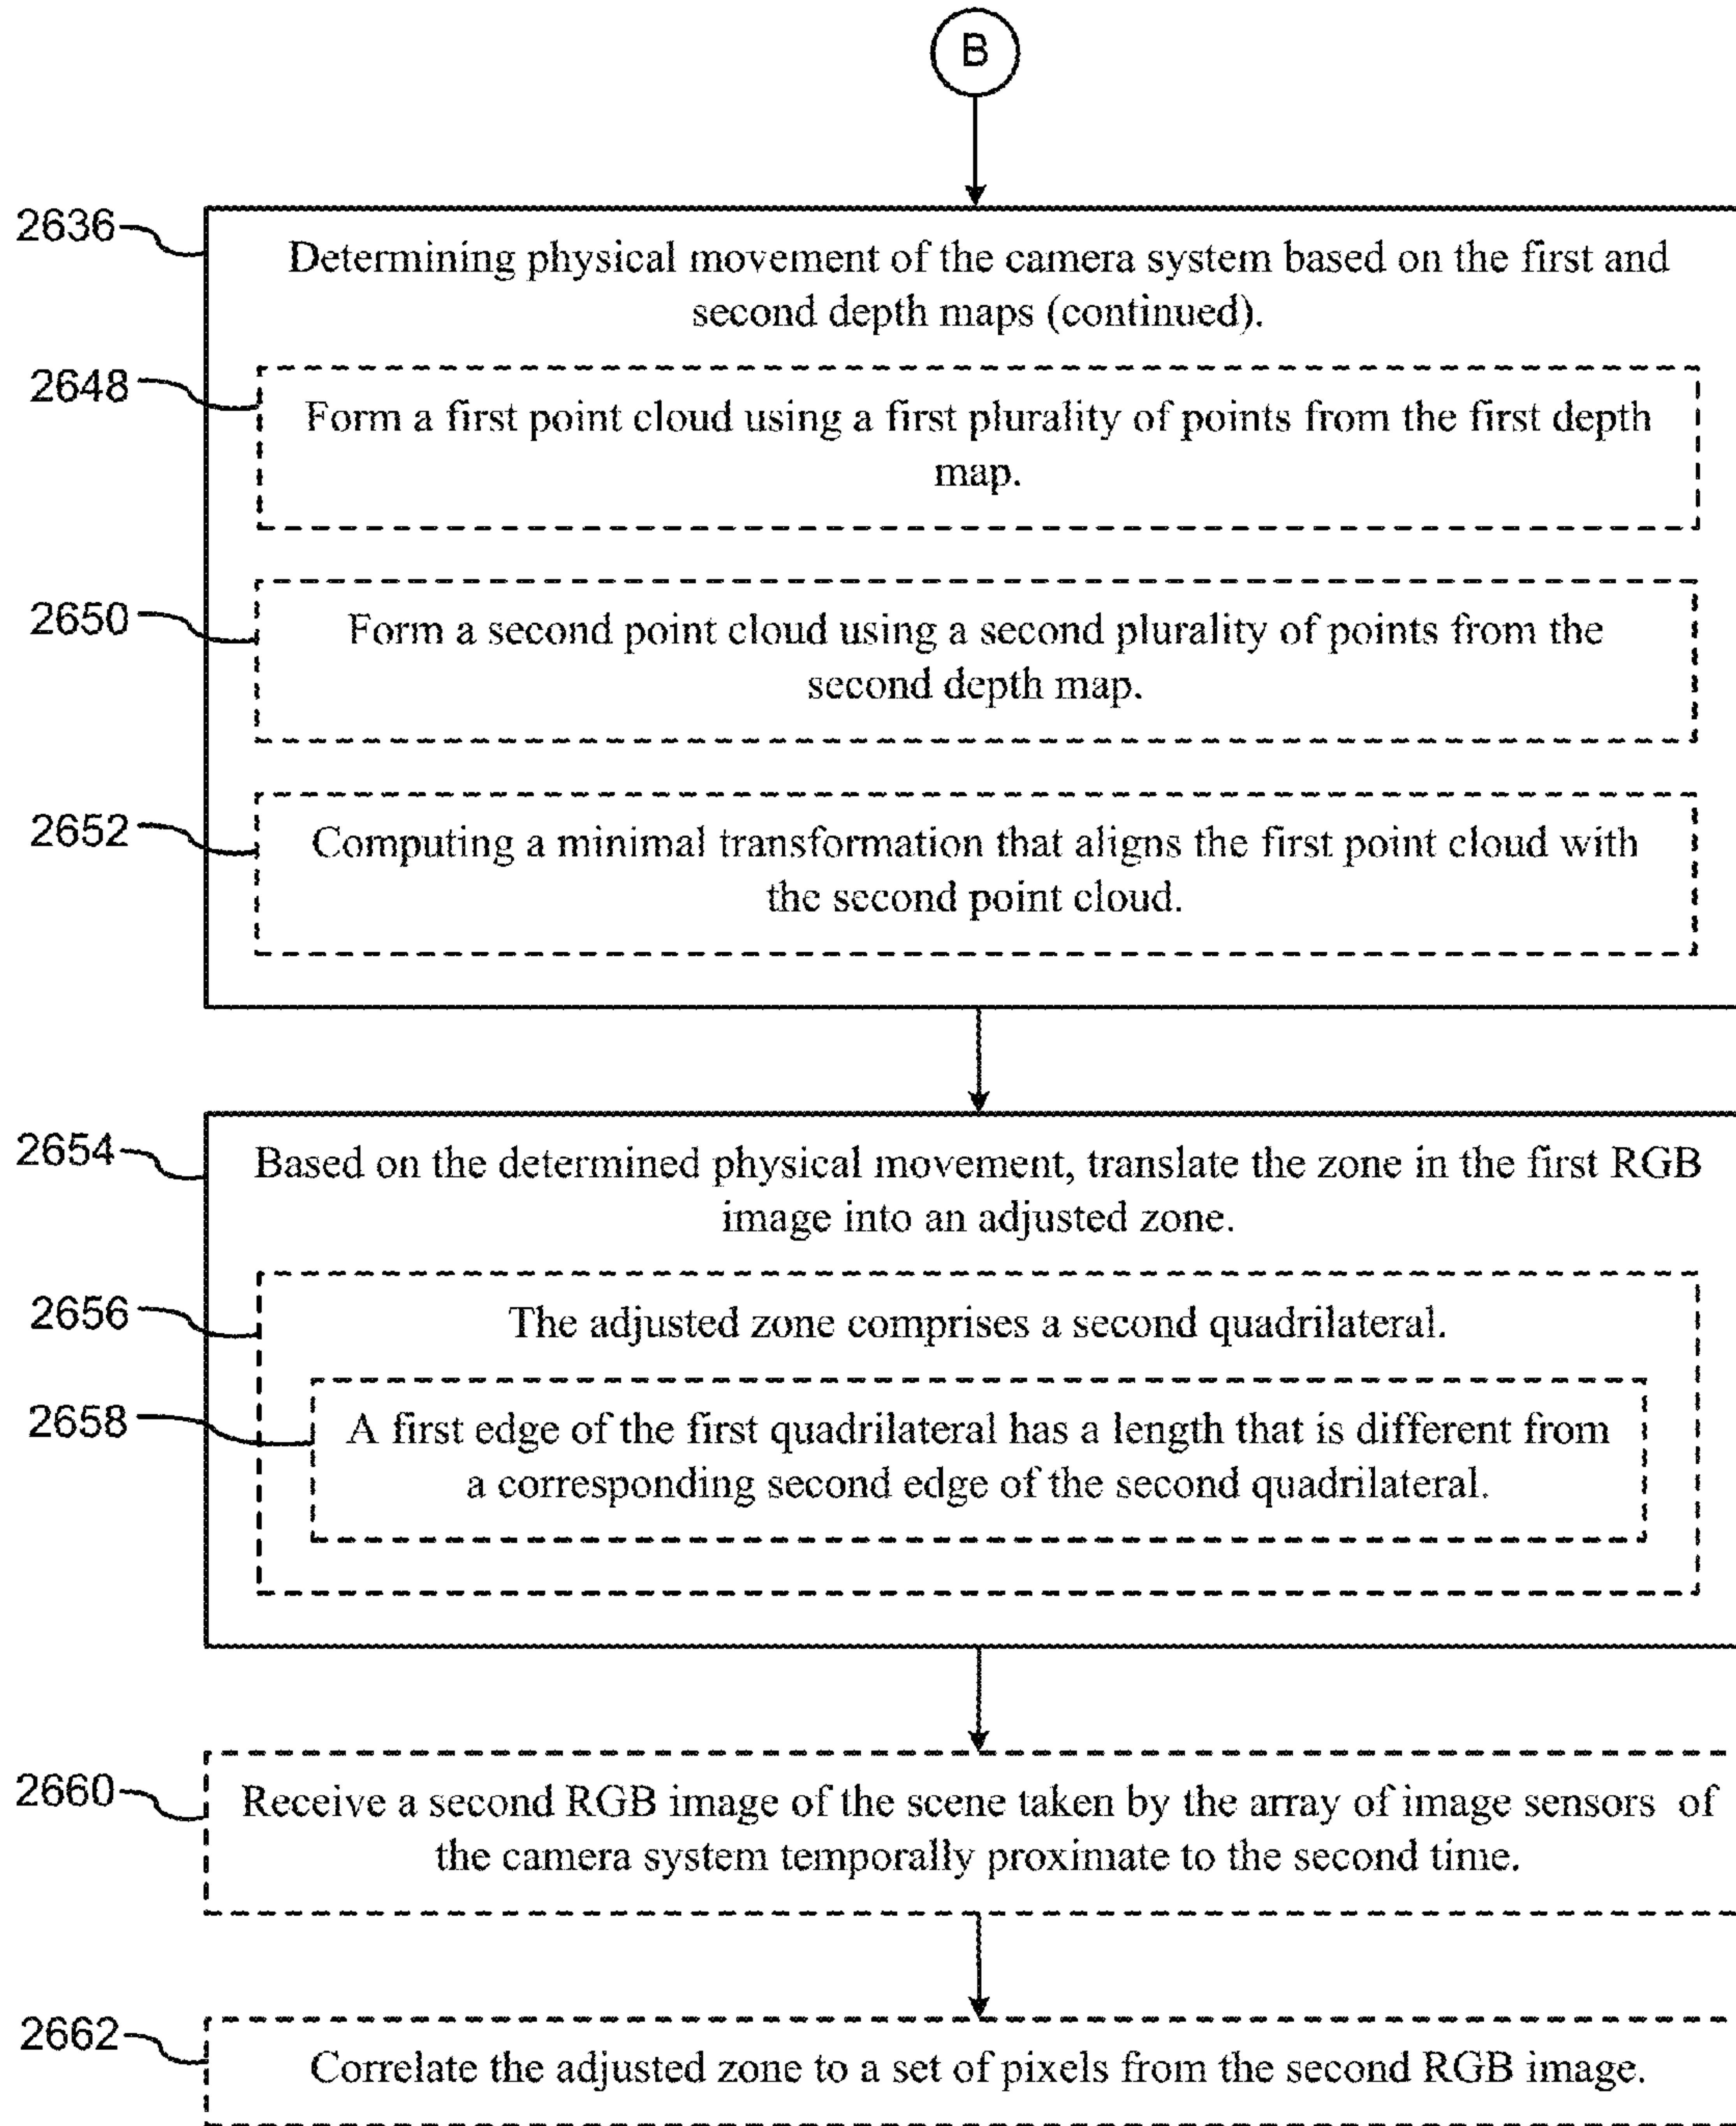 B
2636
Determining physical movement of the camera system based on the first and
second depth maps (continued).
2648
Form a first point cloud using a first plurality of points from the first depth
map.
2650
Form a second point cloud using a second plurality of points from the
second depth map.
2652
Computing a minimal transformation that aligns the first point cloud with
the second point cloud.
2654
Based on the determined physical movement, translate the zone in the first RGB
image into an adjusted zone.
2656
The adjusted zone comprises a second quadrilateral.
2658
A first edge of the first quadrilateral has a length that is different from
a corresponding second edge of the second quadrilateral.
2660
Receive a second RGB image of the scene taken by the array of image sensors of
the camera system temporally proximate to the second time.
2662
Correlate the adjusted zone to a set of pixels from the second RGB image.